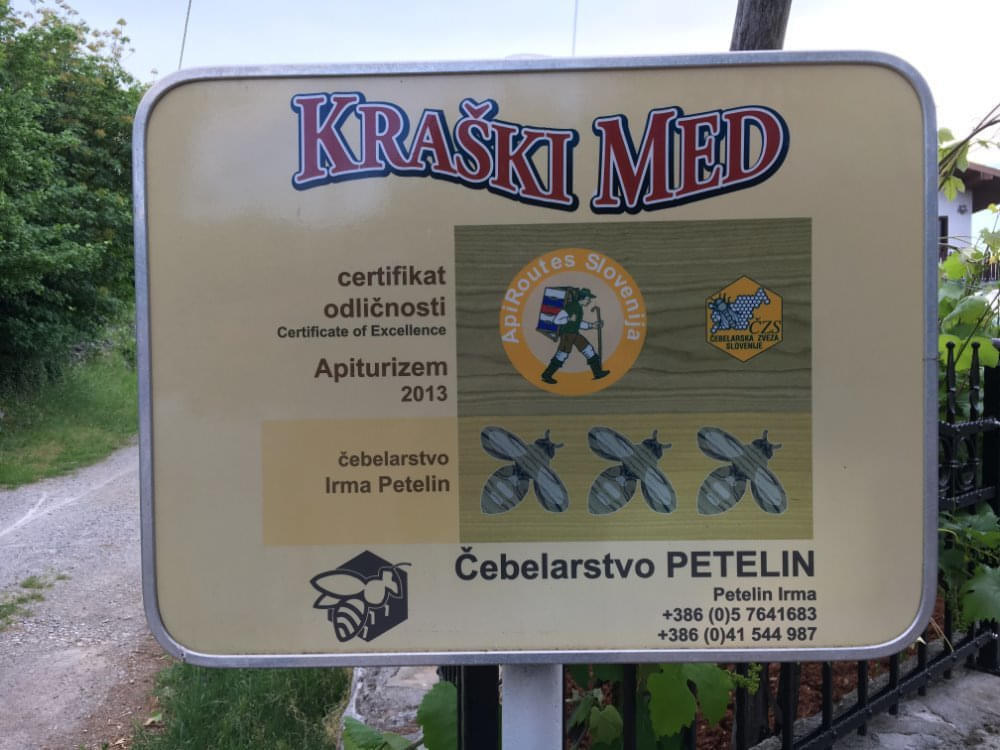 KRAŠKI MED
certifikat
odličnosti
Certificate of Excellence
Apiturizem
2013
ApiRoutes Slovenija
ČZS
ČEBELARSKA ZVEZA
SLOVENIJE
čebelarstvo
Irma Petelin
Čebelarstvo PETELIN
Petelin Irma
+386 (0)5 7641683
+386 (0)41 544 987